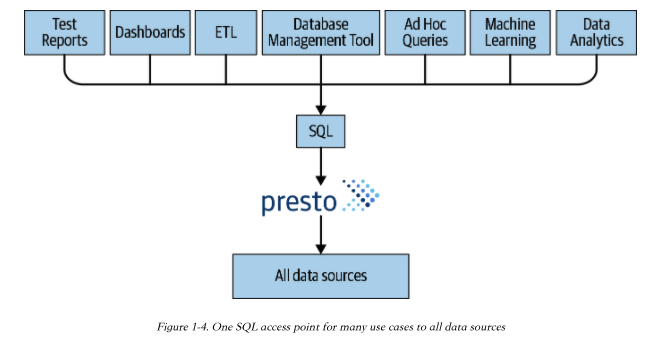 Test
Reports
Dashboards
ETL
Database
Management Tool
Ad Hoc
Queries
Machine
Learning
Data
Analytics
SQL
presto
All data sources
Figure 1-4. One SQL access point for many use cases to all data sources